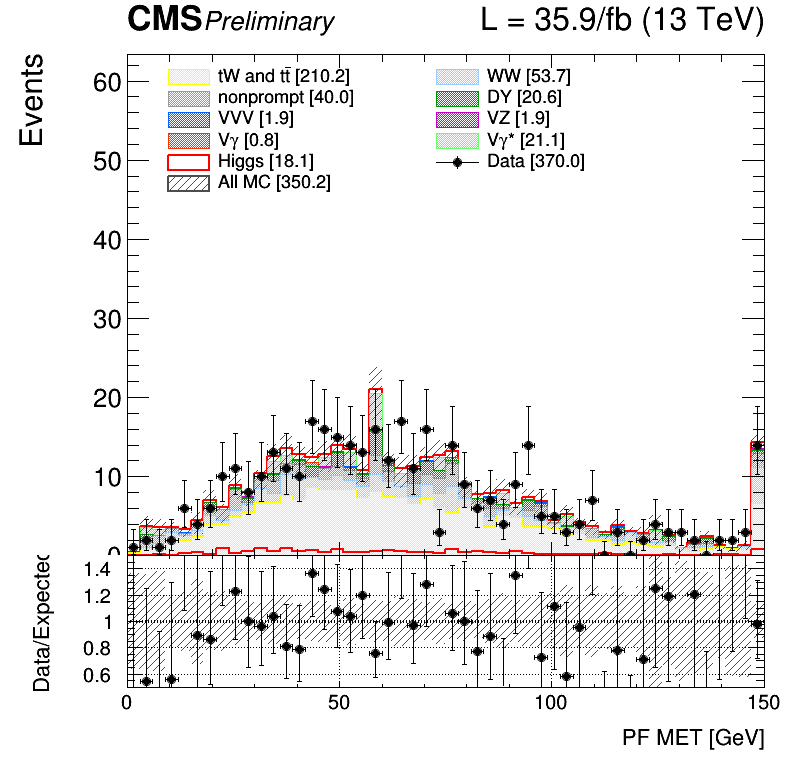 CMS Preliminary L = 35.9/fb (13 TeV)
Events
60
50
40
30
20
10
0
tW and tt̄ [210.2]
nonprompt [40.0]
VVV [1.9]
Vγ [0.8]
Higgs [18.1]
All MC [350.2]
WW [53.7]
DY [20.6]
VZ [1.9]
Vγ* [21.1]
Data [370.0]
Data/Expected
1.4
1.2
1
0.8
0.6
0 50 100 150
PF MET [GeV]